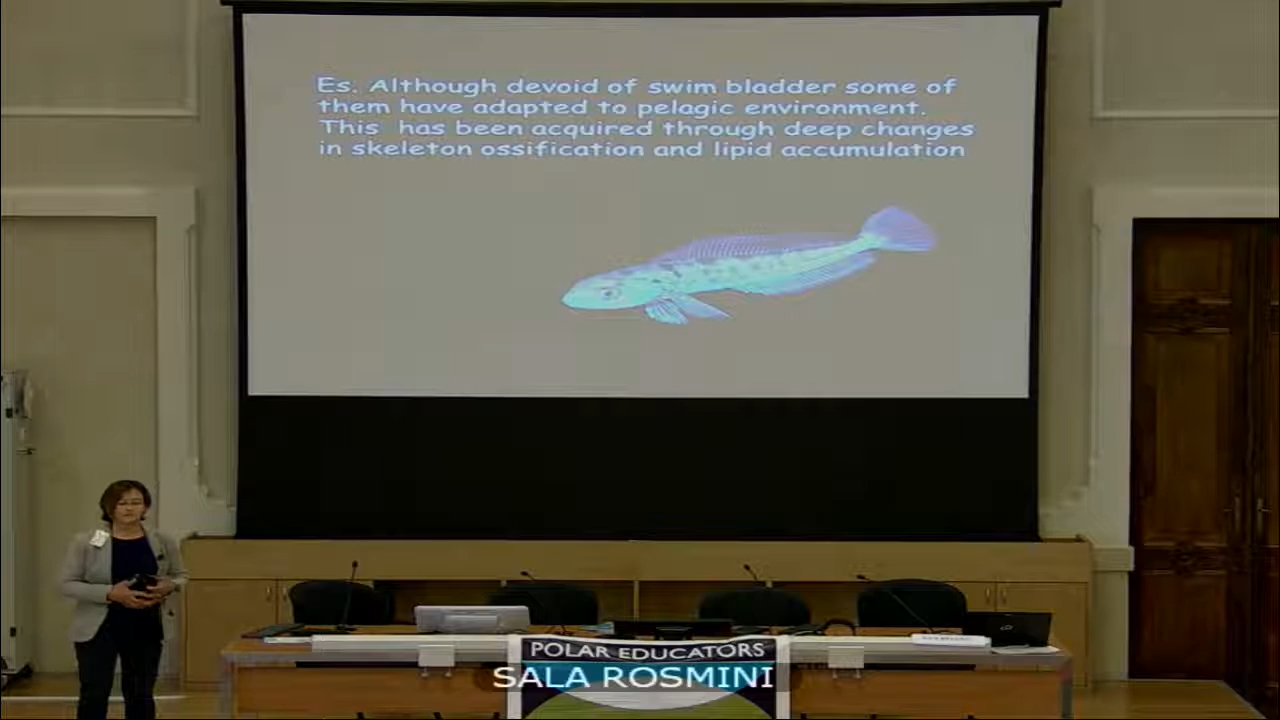 Es. Although devoid of swim bladder some of
them have adapted to pelagic environment.
This has been acquired through deep changes
in skeleton ossification and lipid accumulation
POLAR EDUCATORS
SALA ROSMINI